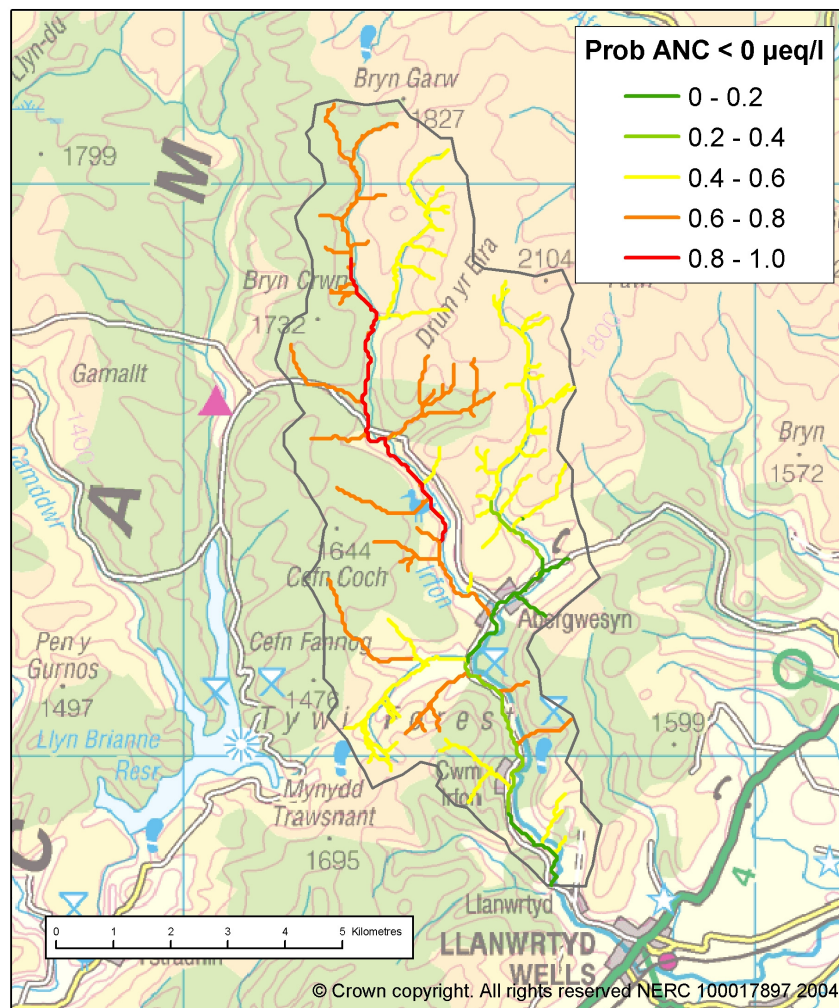 Llyn-du
Bryn Garw
1827
1799
M
Prob ANC < 0 µeq/l
0 - 0.2
0.2 - 0.4
0.4 - 0.6
0.6 - 0.8
0.8 - 1.0
2104
Bryn Crwn
Drum yr Eira
1732
1800
Gamallt
1400
Bryn
1572
Camddwr
A
1644
Cefn Coch
Irfon
Abergwesyn
Pen y
Gurnos
1497
Cefn Fannog
1476
Tywi Forest
1599
Llyn Brianne
Resr
Cwm
Irfon
Mynydd
Trawsnant
1695
C
4
Llanwrtyd
LLANWRTYD
WELLS
0 1 2 3 4 5 Kilometres
© Crown copyright. All rights reserved NERC 100017897 2004